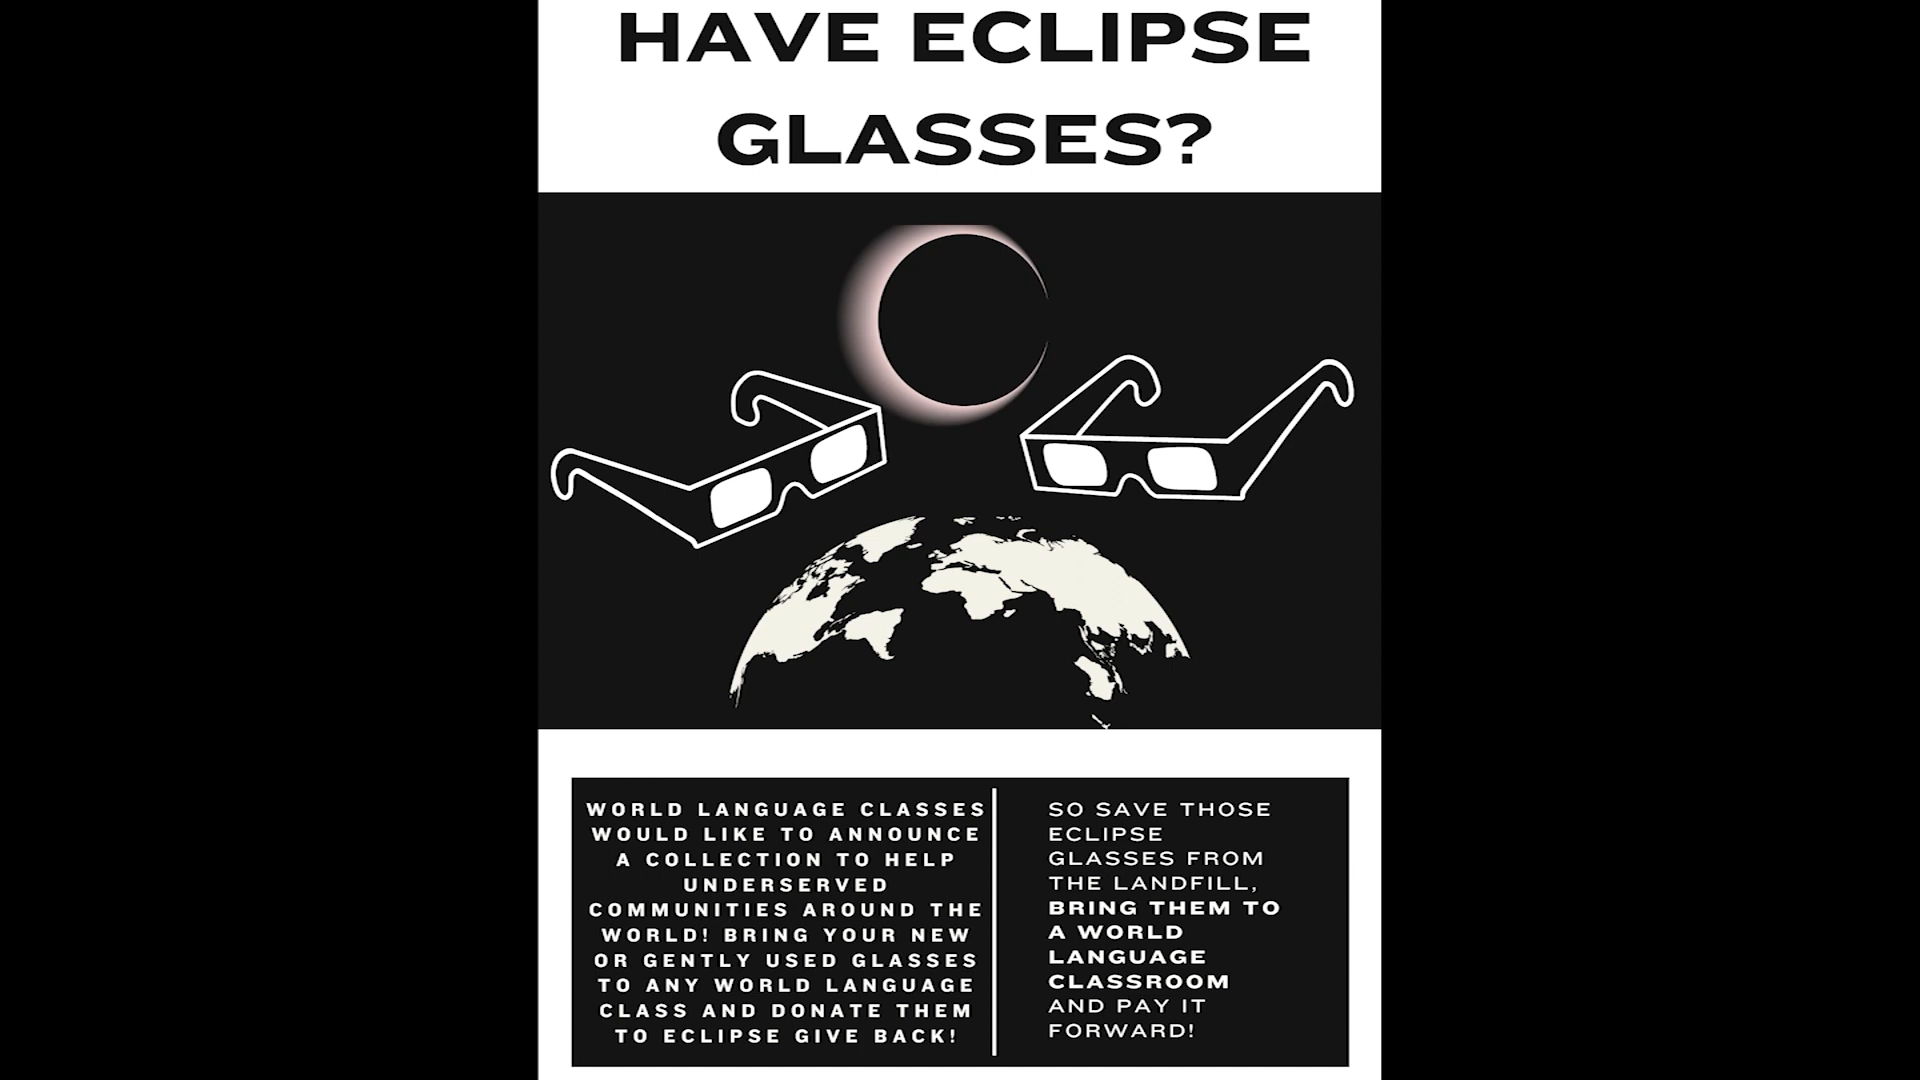 HAVE ECLIPSE
GLASSES?
WORLD LANGUAGE CLASSES
WOULD LIKE TO ANNOUNCE
A COLLECTION TO HELP
UNDERSERVED
COMMUNITIES AROUND THE
WORLD! BRING YOUR NEW
OR GENTLY USED GLASSES
TO ANY WORLD LANGUAGE
CLASS AND DONATE THEM
TO ECLIPSE GIVE BACK!
SO SAVE THOSE
ECLIPSE
GLASSES FROM
THE LANDFILL,
BRING THEM TO
A WORLD
LANGUAGE
CLASSROOM
AND PAY IT
FORWARD!